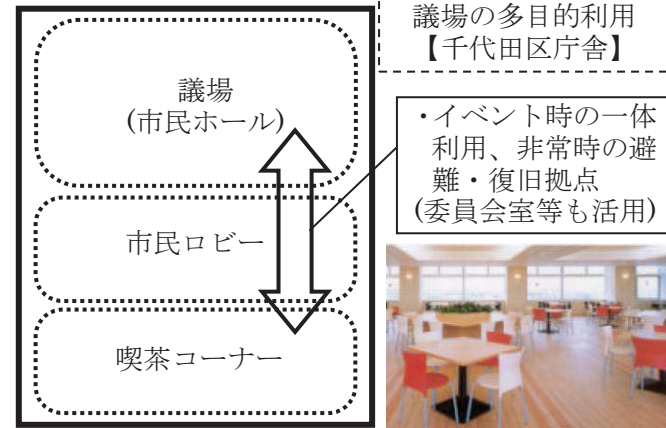 議場の多目的利用
【千代田区庁舎】
議場
(市民ホール)
市民ロビー
喫茶コーナー
・イベント時の一体
利用、非常時の避
難・復旧拠点
(委員会室等も活用)